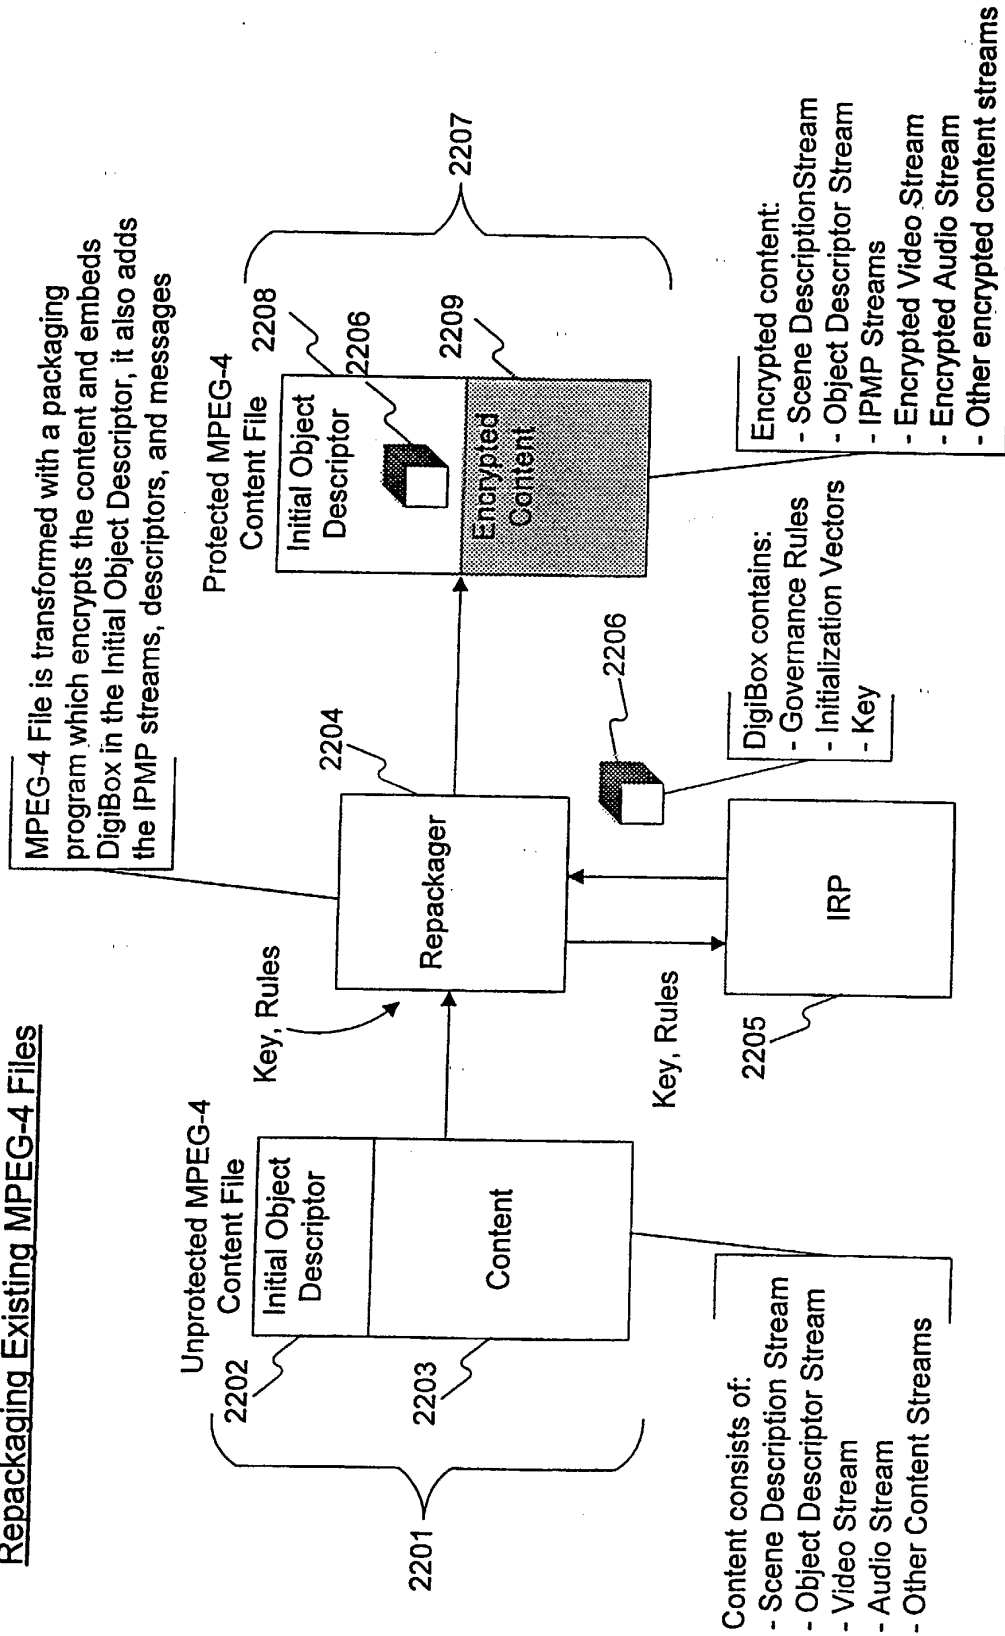 Repackaging Existing MPEG-4 Files
MPEG-4 File is transformed with a packaging
program which encrypts the content and embeds
DigiBox in the Initial Object Descriptor, it also adds
the IPMP streams, descriptors, and messages
Unprotected MPEG-4
Content File
2202
Initial Object
Descriptor
2203
Content
2201
Content consists of:
- Scene Description Stream
- Object Descriptor Stream
- Video Stream
- Audio Stream
- Other Content Streams
Key, Rules
Repackager
2204
Key, Rules
2205
IRP
2206
DigiBox contains:
- Governance Rules
- Initialization Vectors
- Key
Protected MPEG-4
Content File
Initial Object
Descriptor
2208
2206
Encrypted
Content
2209
2207
Encrypted content:
- Scene DescriptionStream
- Object Descriptor Stream
- IPMP Streams
- Encrypted Video Stream
- Encrypted Audio Stream
- Other encrypted content streams